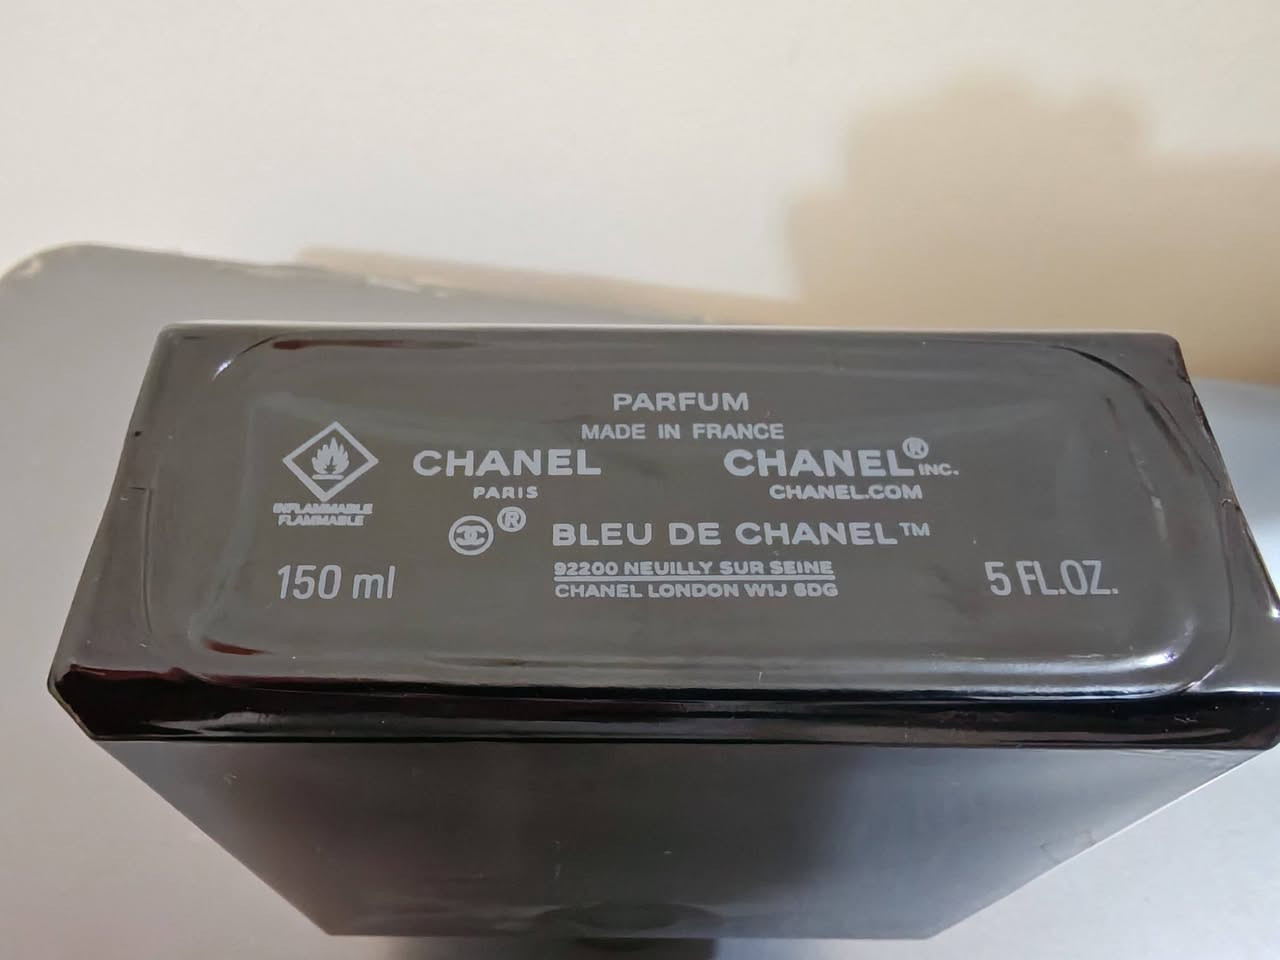 PARFUM
MADE IN FRANCE
CHANEL
PARIS
CHANEL® INC.
CHANEL.COM
INFLAMMABLE
FLAMMABLE
® BLEU DE CHANEL™
150 ml
92200 NEUILLY SUR SEINE
CHANEL LONDON W1J 6DG
5 FL.OZ.